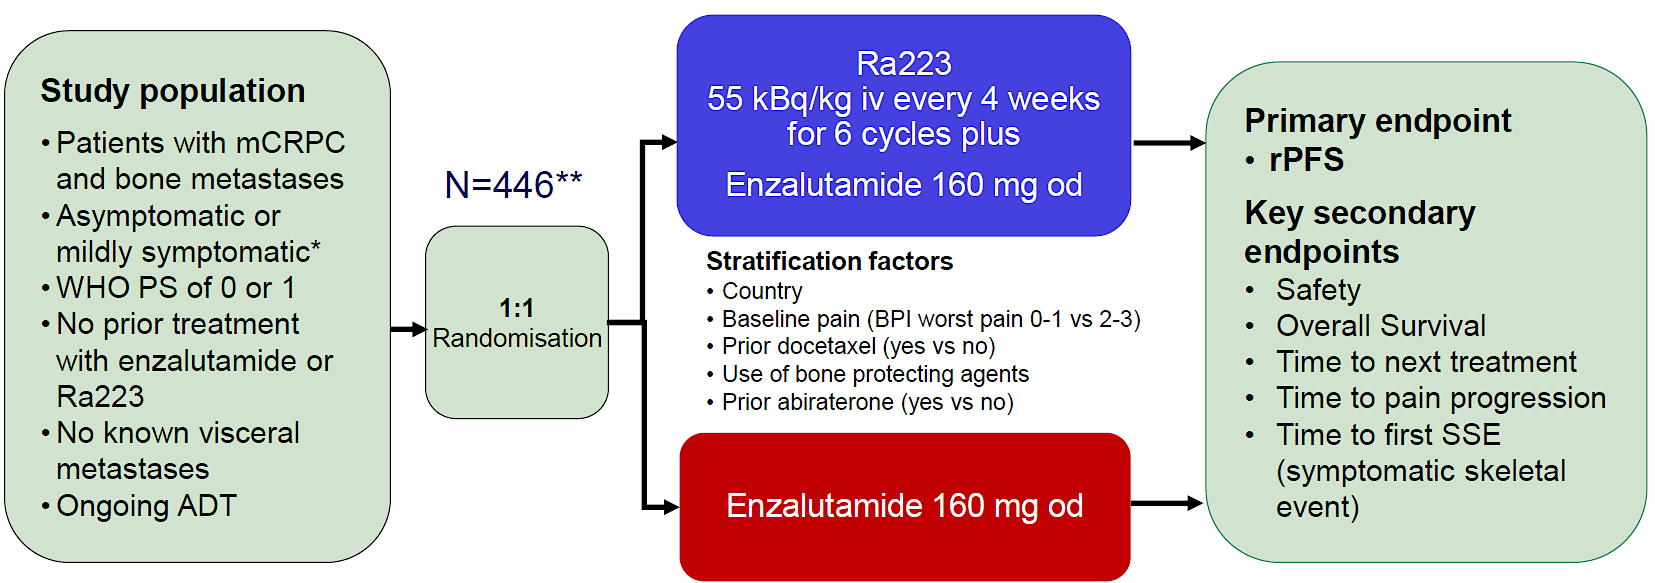 Study population
• Patients with mCRPC
and bone metastases
• Asymptomatic or
mildly symptomatic*
• WHO PS of 0 or 1
• No prior treatment
with enzalutamide or
Ra223
• No known visceral
metastases
• Ongoing ADT
N=446**
1:1
Randomisation
Ra223
55 kBq/kg iv every 4 weeks
for 6 cycles plus
Enzalutamide 160 mg od
Stratification factors
• Country
• Baseline pain (BPI worst pain 0-1 vs 2-3)
• Prior docetaxel (yes vs no)
• Use of bone protecting agents
• Prior abiraterone (yes vs no)
Enzalutamide 160 mg od
Primary endpoint
• rPFS
Key secondary
endpoints
• Safety
• Overall Survival
• Time to next treatment
• Time to pain progression
• Time to first SSE
(symptomatic skeletal
event)